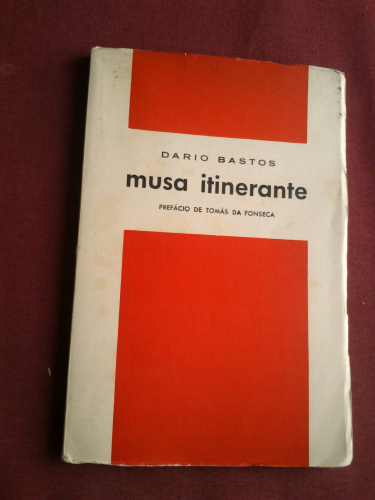 DARIO BASTOS
musa itinerante
PREFÁCIO DE TOMÁS DA FONSECA